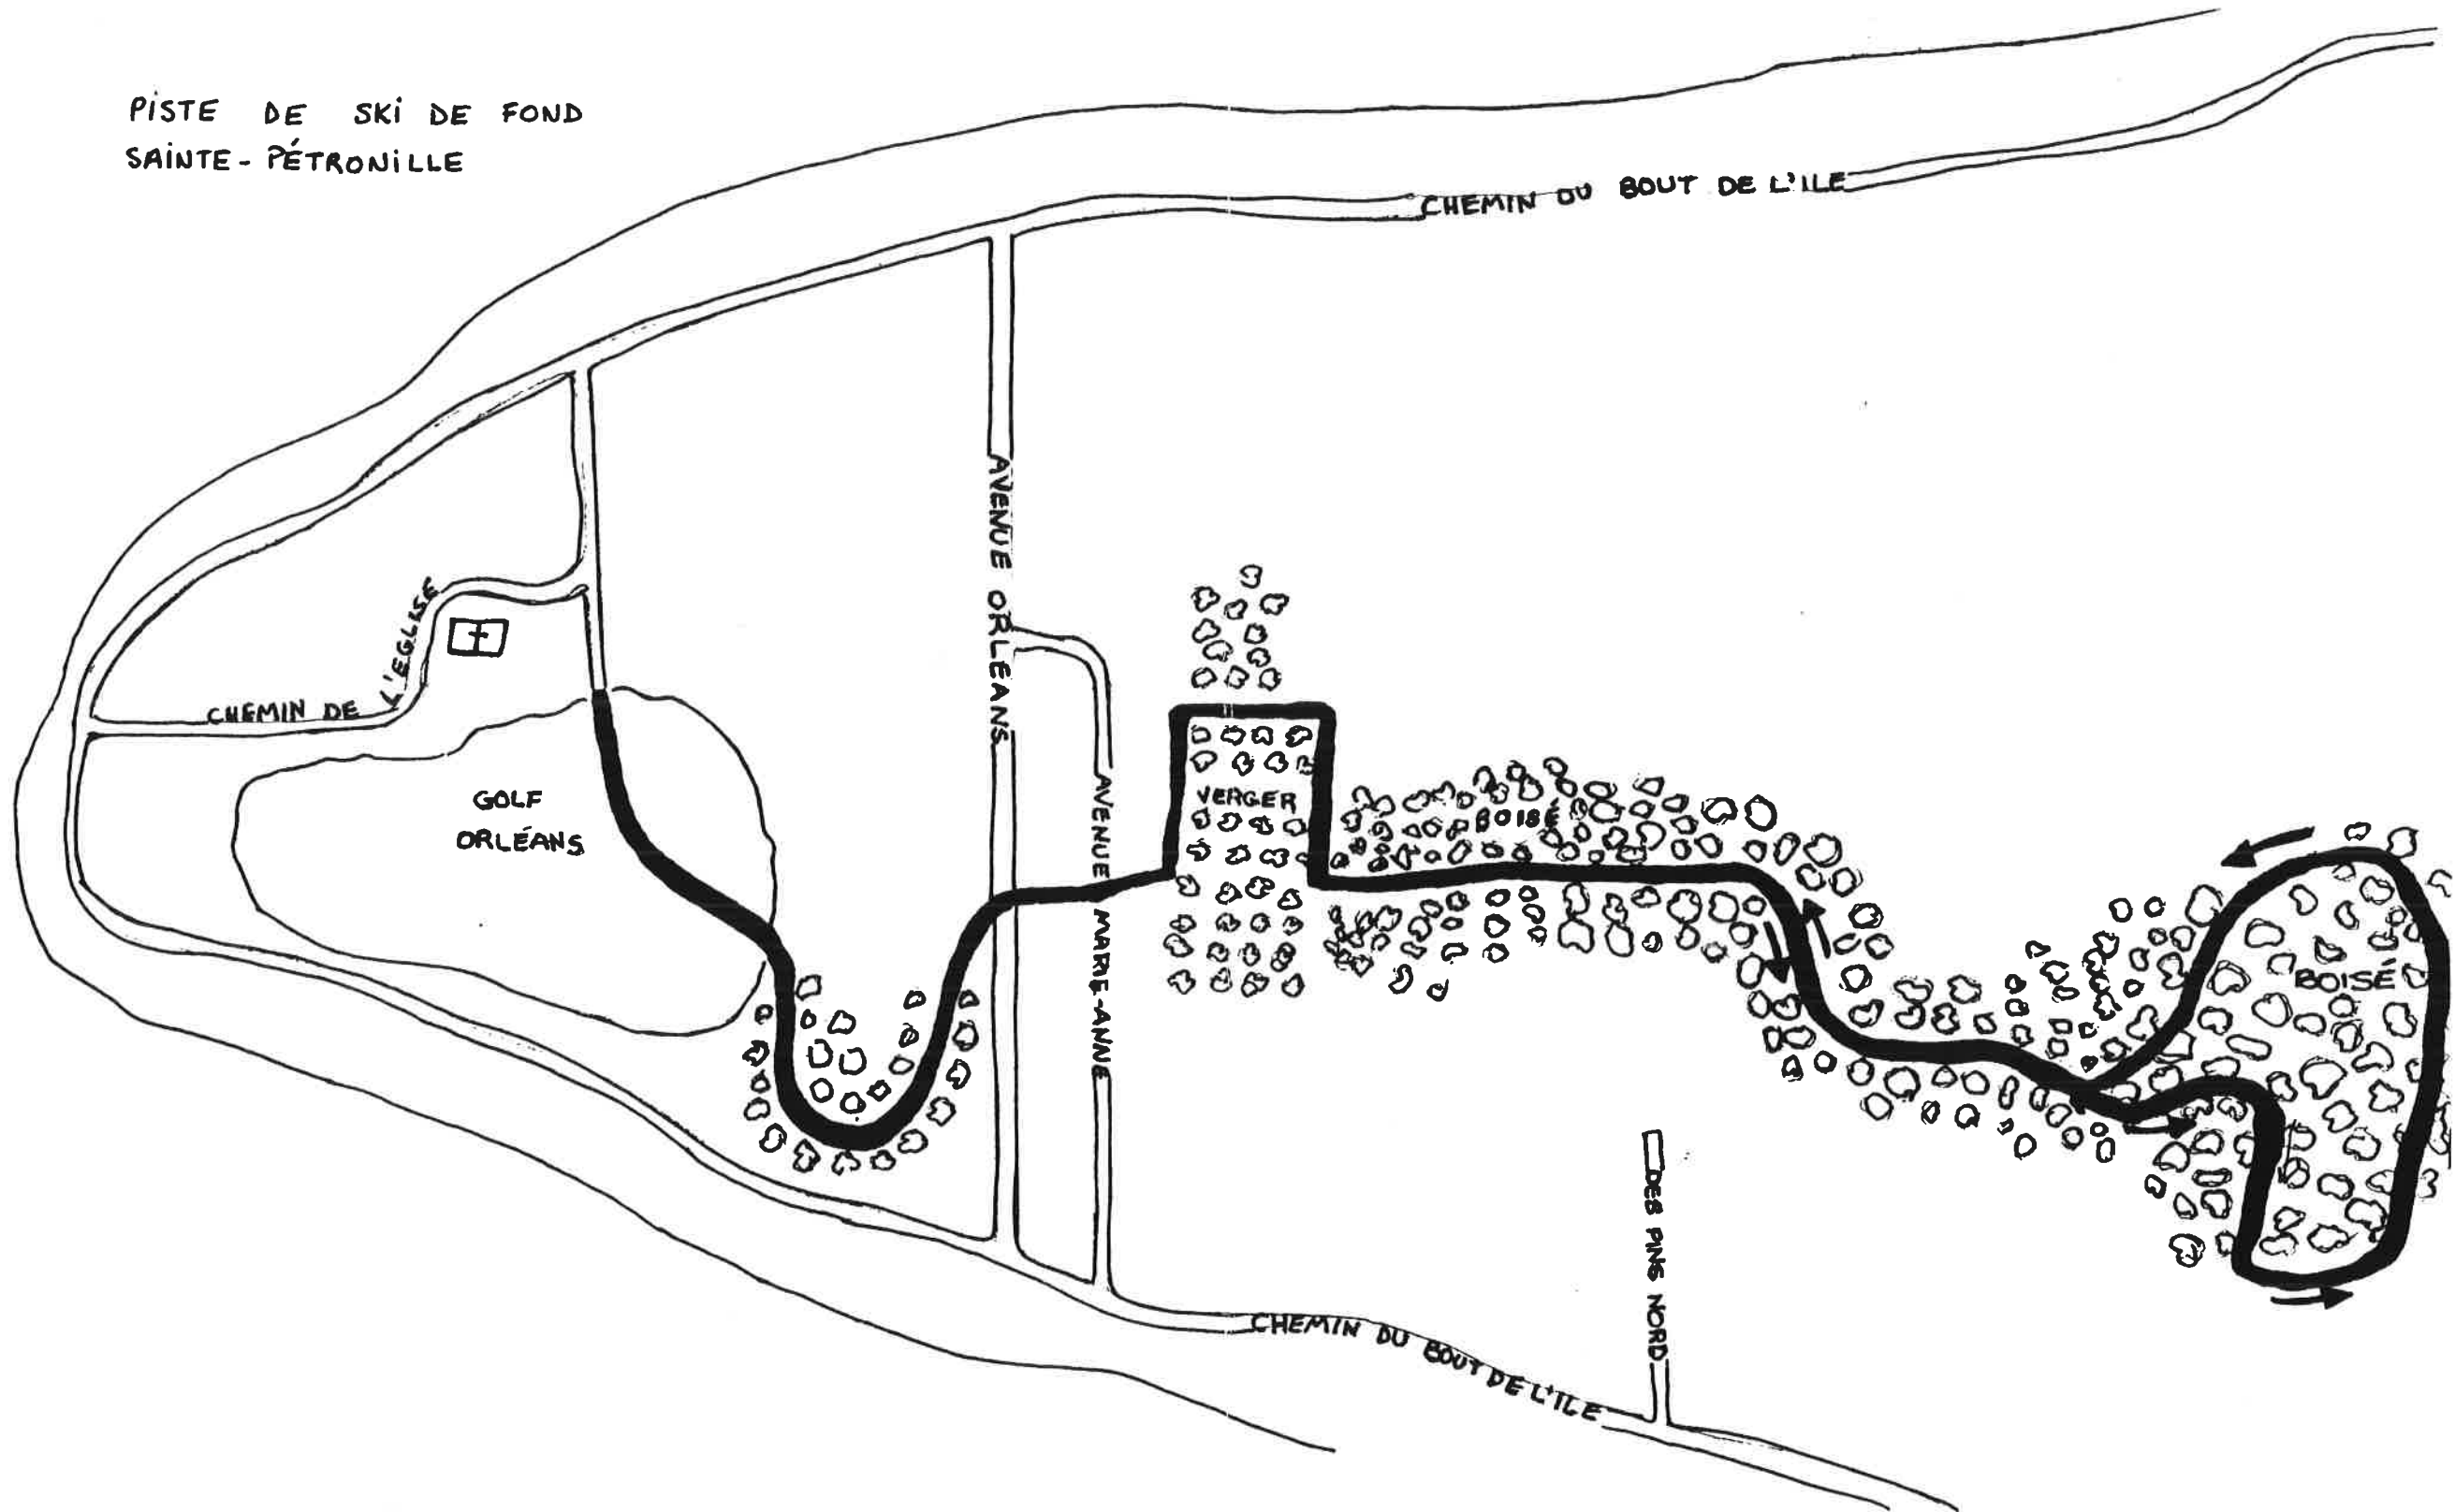 PISTE DE SKI DE FOND
SAINTE-PÉTRONILLE
CHEMIN DU BOUT DE L'ILE
AVENUE ORLEANS
CHEMIN DE L'EGLISE
GOLF
ORLÉANS
AVENUE MARIE-ANNE
VERGER
BOISÉ
BOISÉ
DES PINS NORD
CHEMIN DU BOUT DE L'ILE